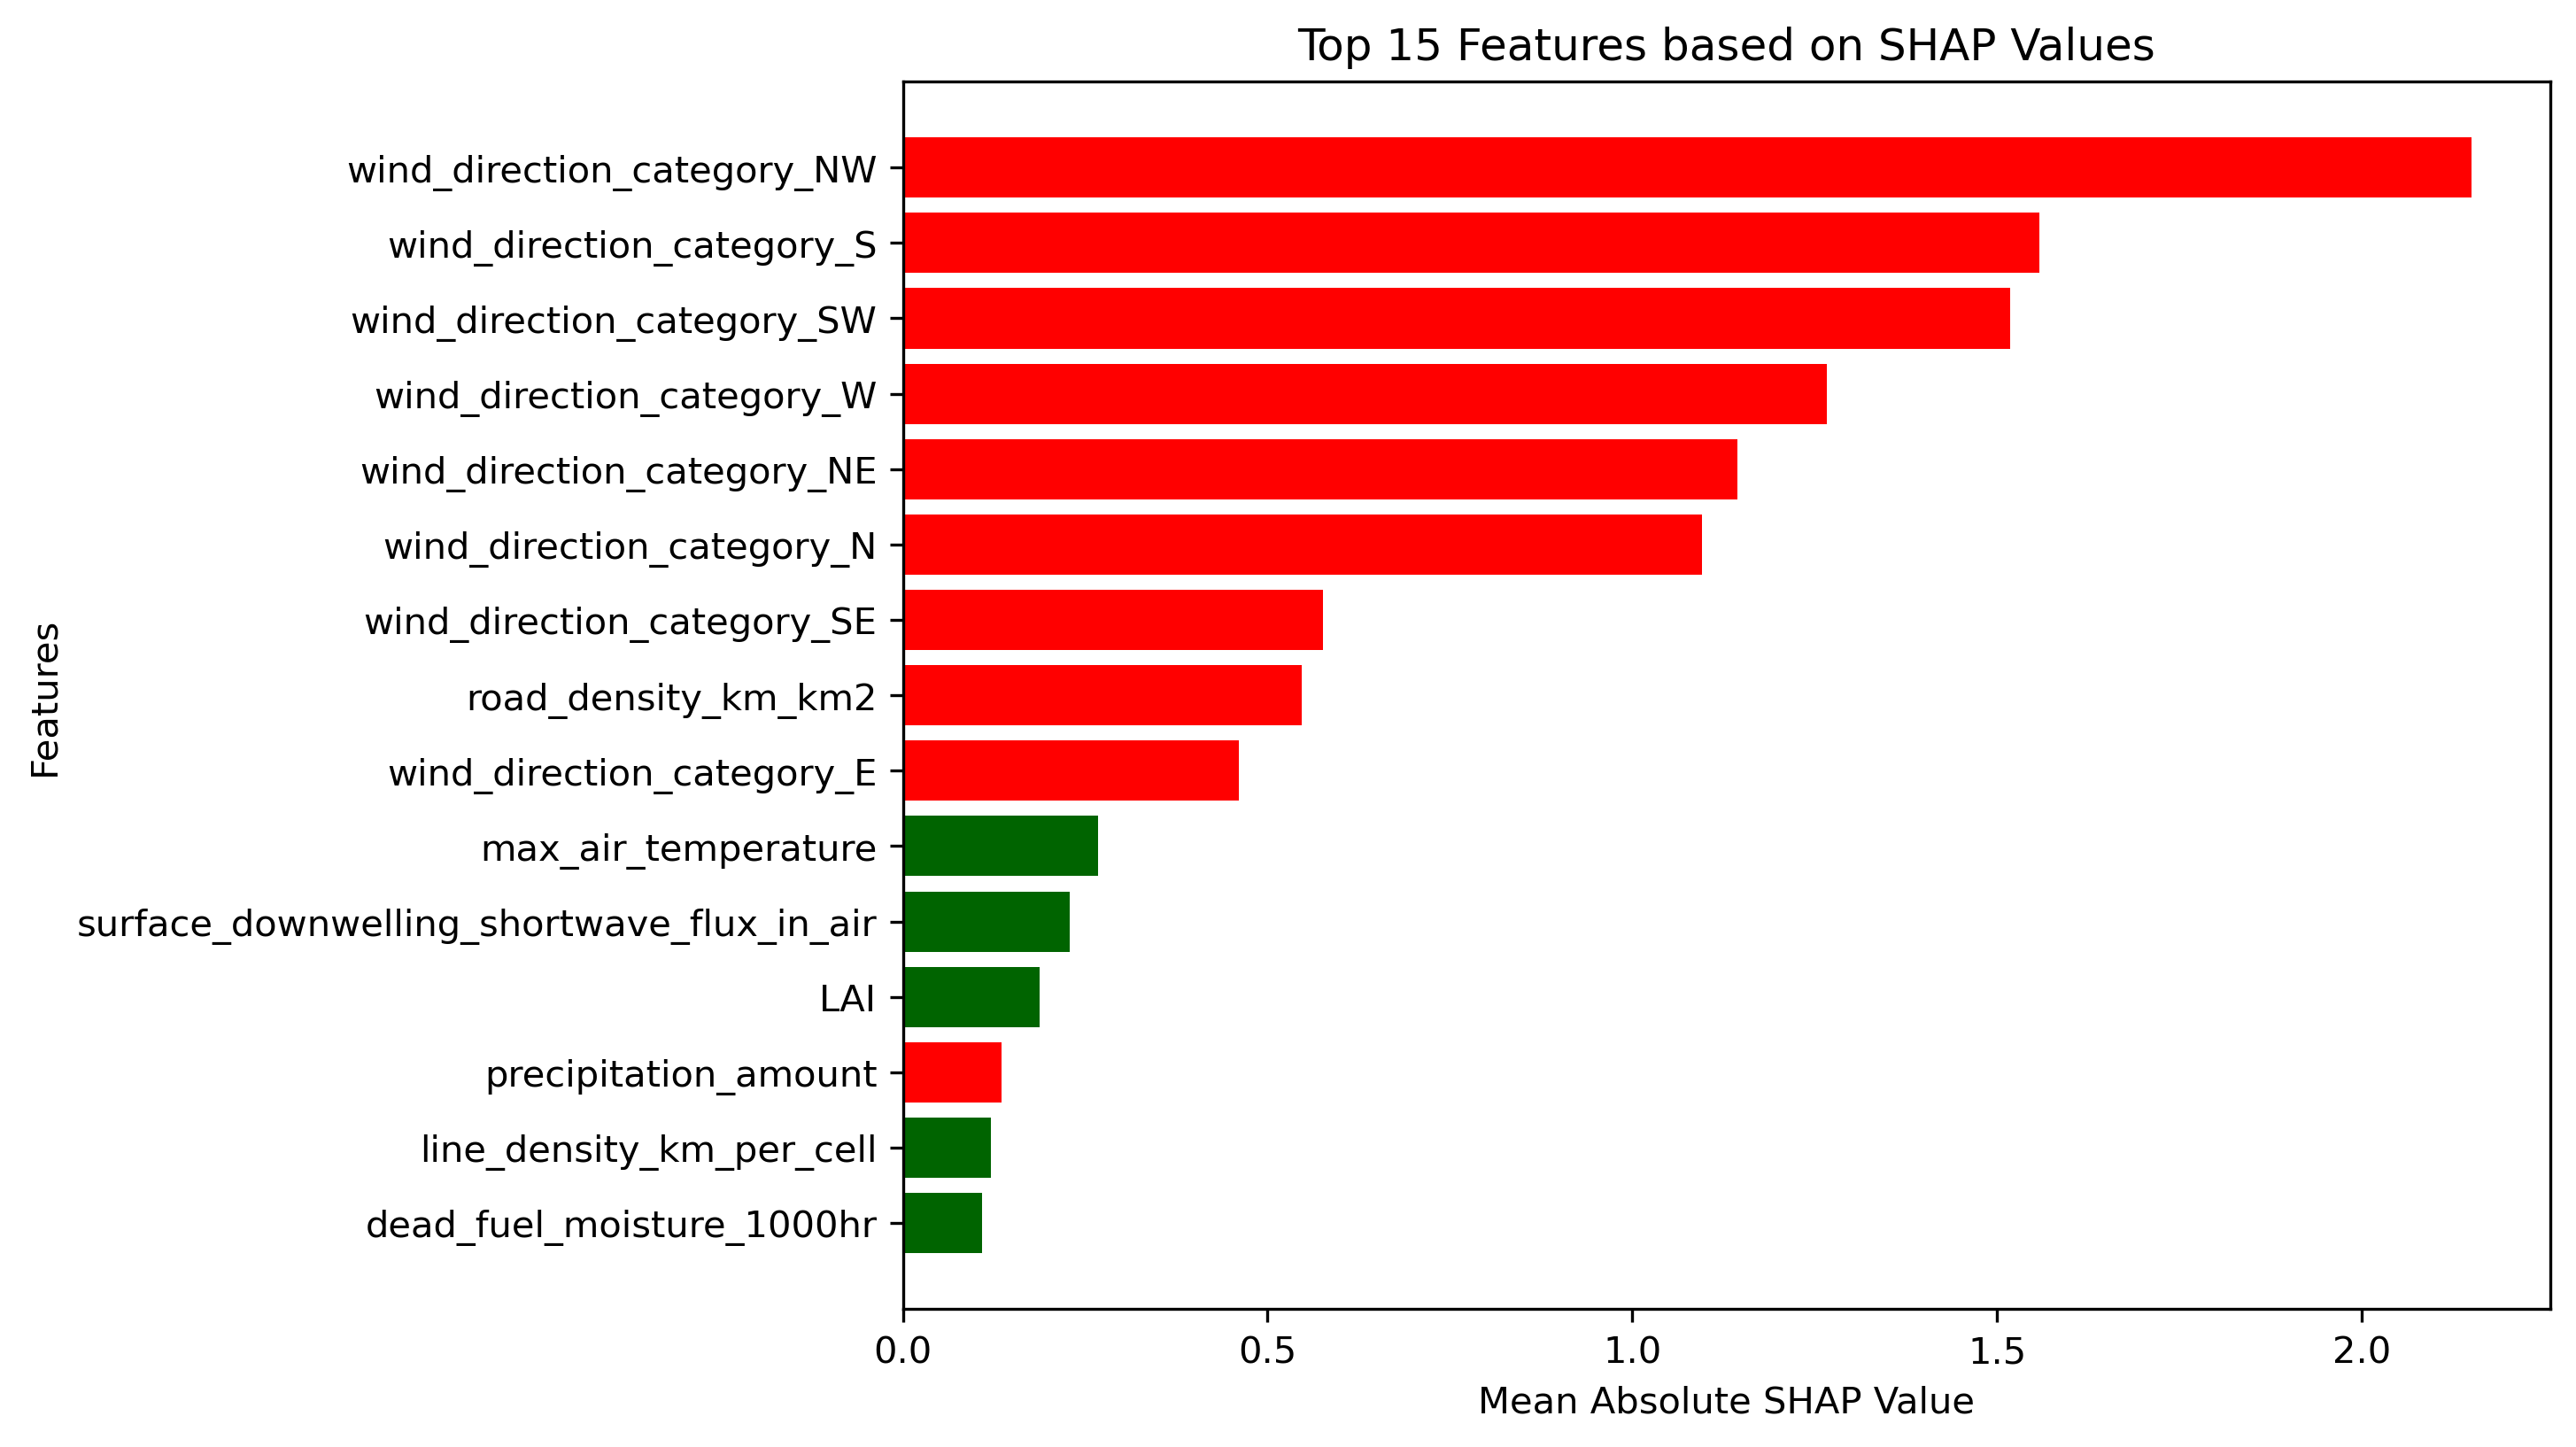 Top 15 Features based on SHAP Values
wind_direction_category_NW
wind_direction_category_S
wind_direction_category_SW
wind_direction_category_W
wind_direction_category_NE
wind_direction_category_N
wind_direction_category_SE
road_density_km_km2
wind_direction_category_E
max_air_temperature
surface_downwelling_shortwave_flux_in_air
LAI
precipitation_amount
line_density_km_per_cell
dead_fuel_moisture_1000hr
Features
0.0 0.5 1.0 1.5 2.0
Mean Absolute SHAP Value